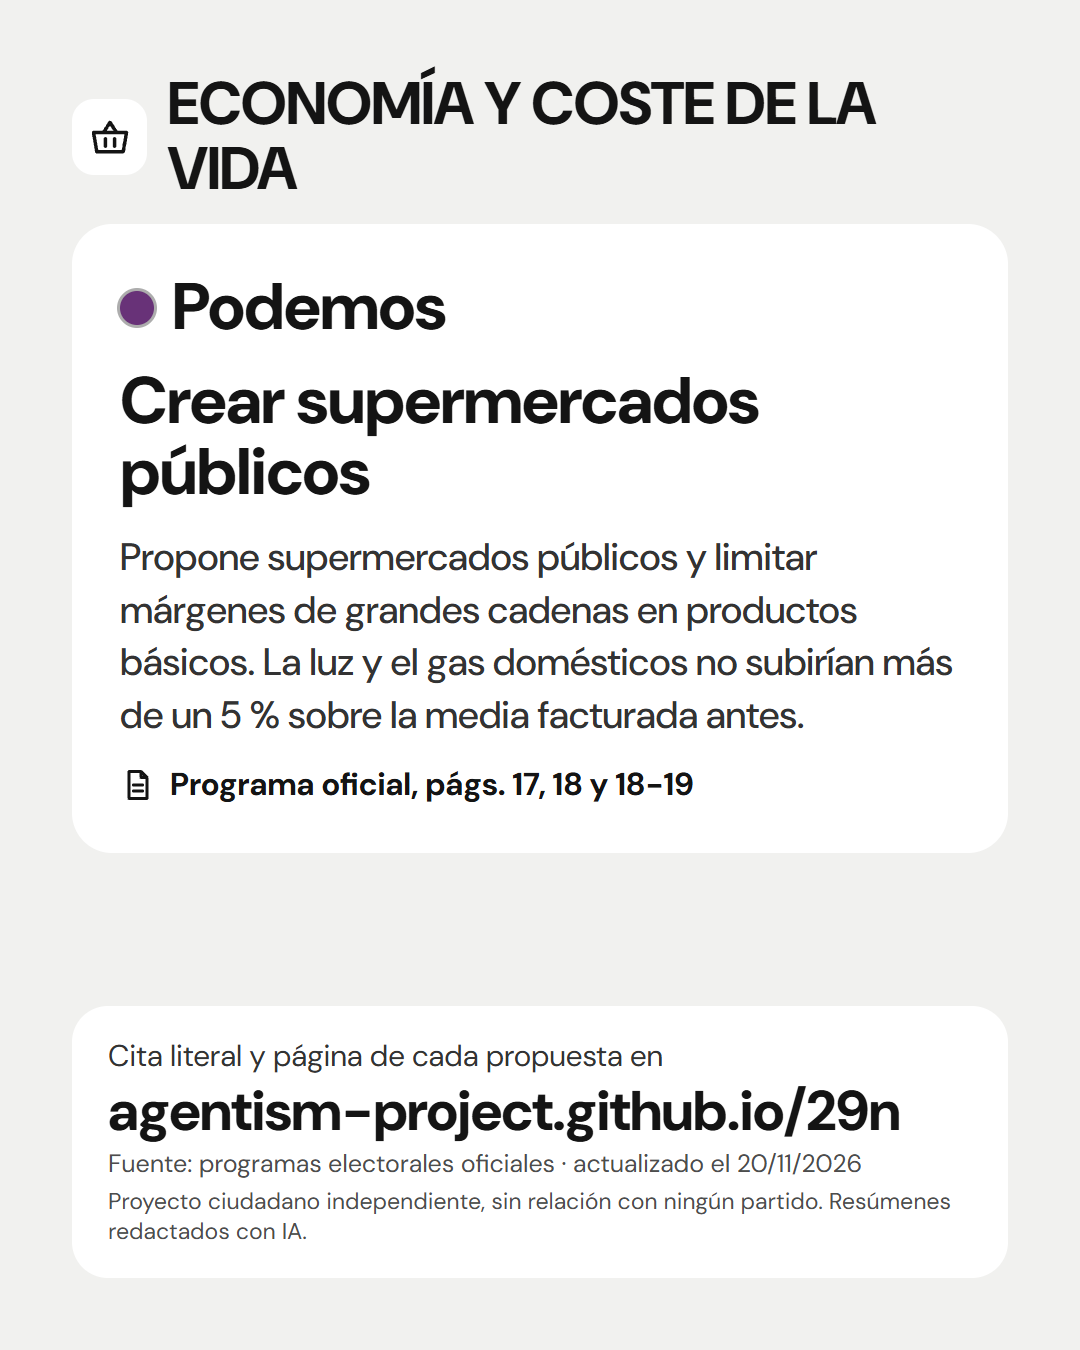 ECONOMÍA Y COSTE DE LA
VIDA
Podemos
Crear supermercados
públicos
Propone supermercados públicos y limitar
márgenes de grandes cadenas en productos
básicos. La luz y el gas domésticos no subirían más
de un 5 % sobre la media facturada antes.
Programa oficial, págs. 17, 18 y 18-19
Cita literal y página de cada propuesta en
agentism-project.github.io/29n
Fuente: programas electorales oficiales · actualizado el 20/11/2026
Proyecto ciudadano independiente, sin relación con ningún partido. Resúmenes
redactados con IA.